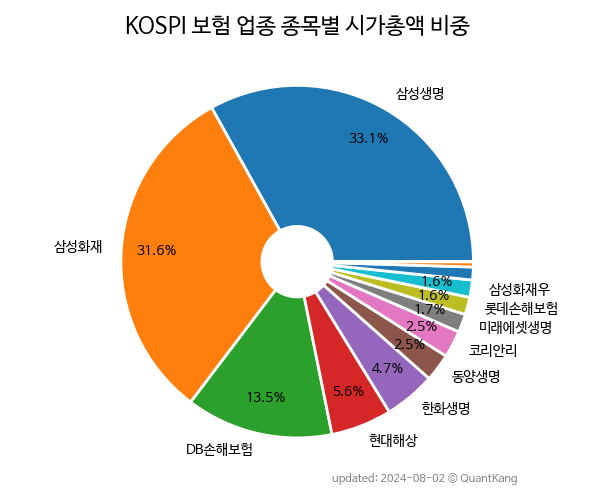 KOSPI 보험 업종 종목별 시가총액 비중
삼성생명
33.1%
삼성화재
31.6%
DB손해보험
13.5%
현대해상
5.6%
한화생명
4.7%
동양생명
2.5%
코리안리
2.5%
미래에셋생명
1.7%
롯데손해보험
1.6%
삼성화재우
1.6%
updated: 2024-08-02 © QuantKang